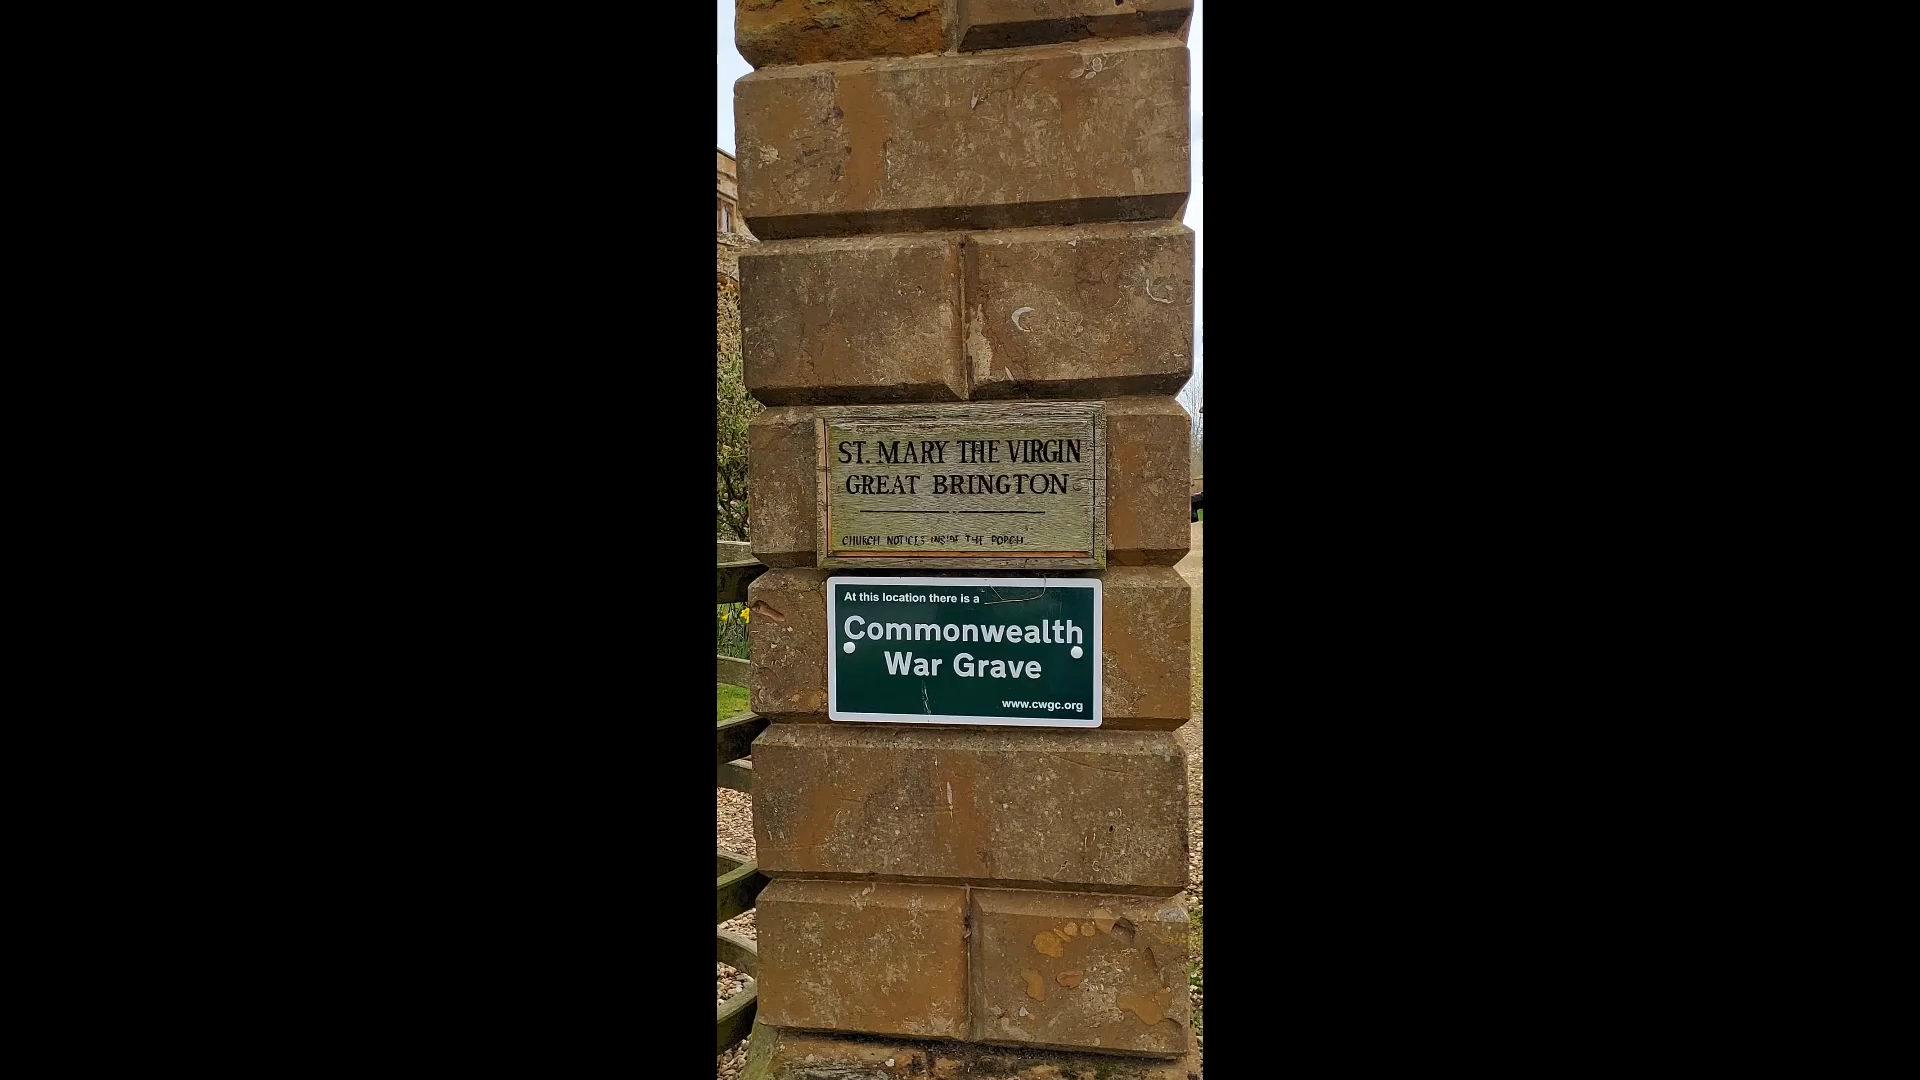 ST. MARY THE VIRGIN
GREAT BRINGTON
CHURCH NOTICES INSIDE THE PORCH
At this location there is a
Commonwealth
War Grave
www.cwgc.org